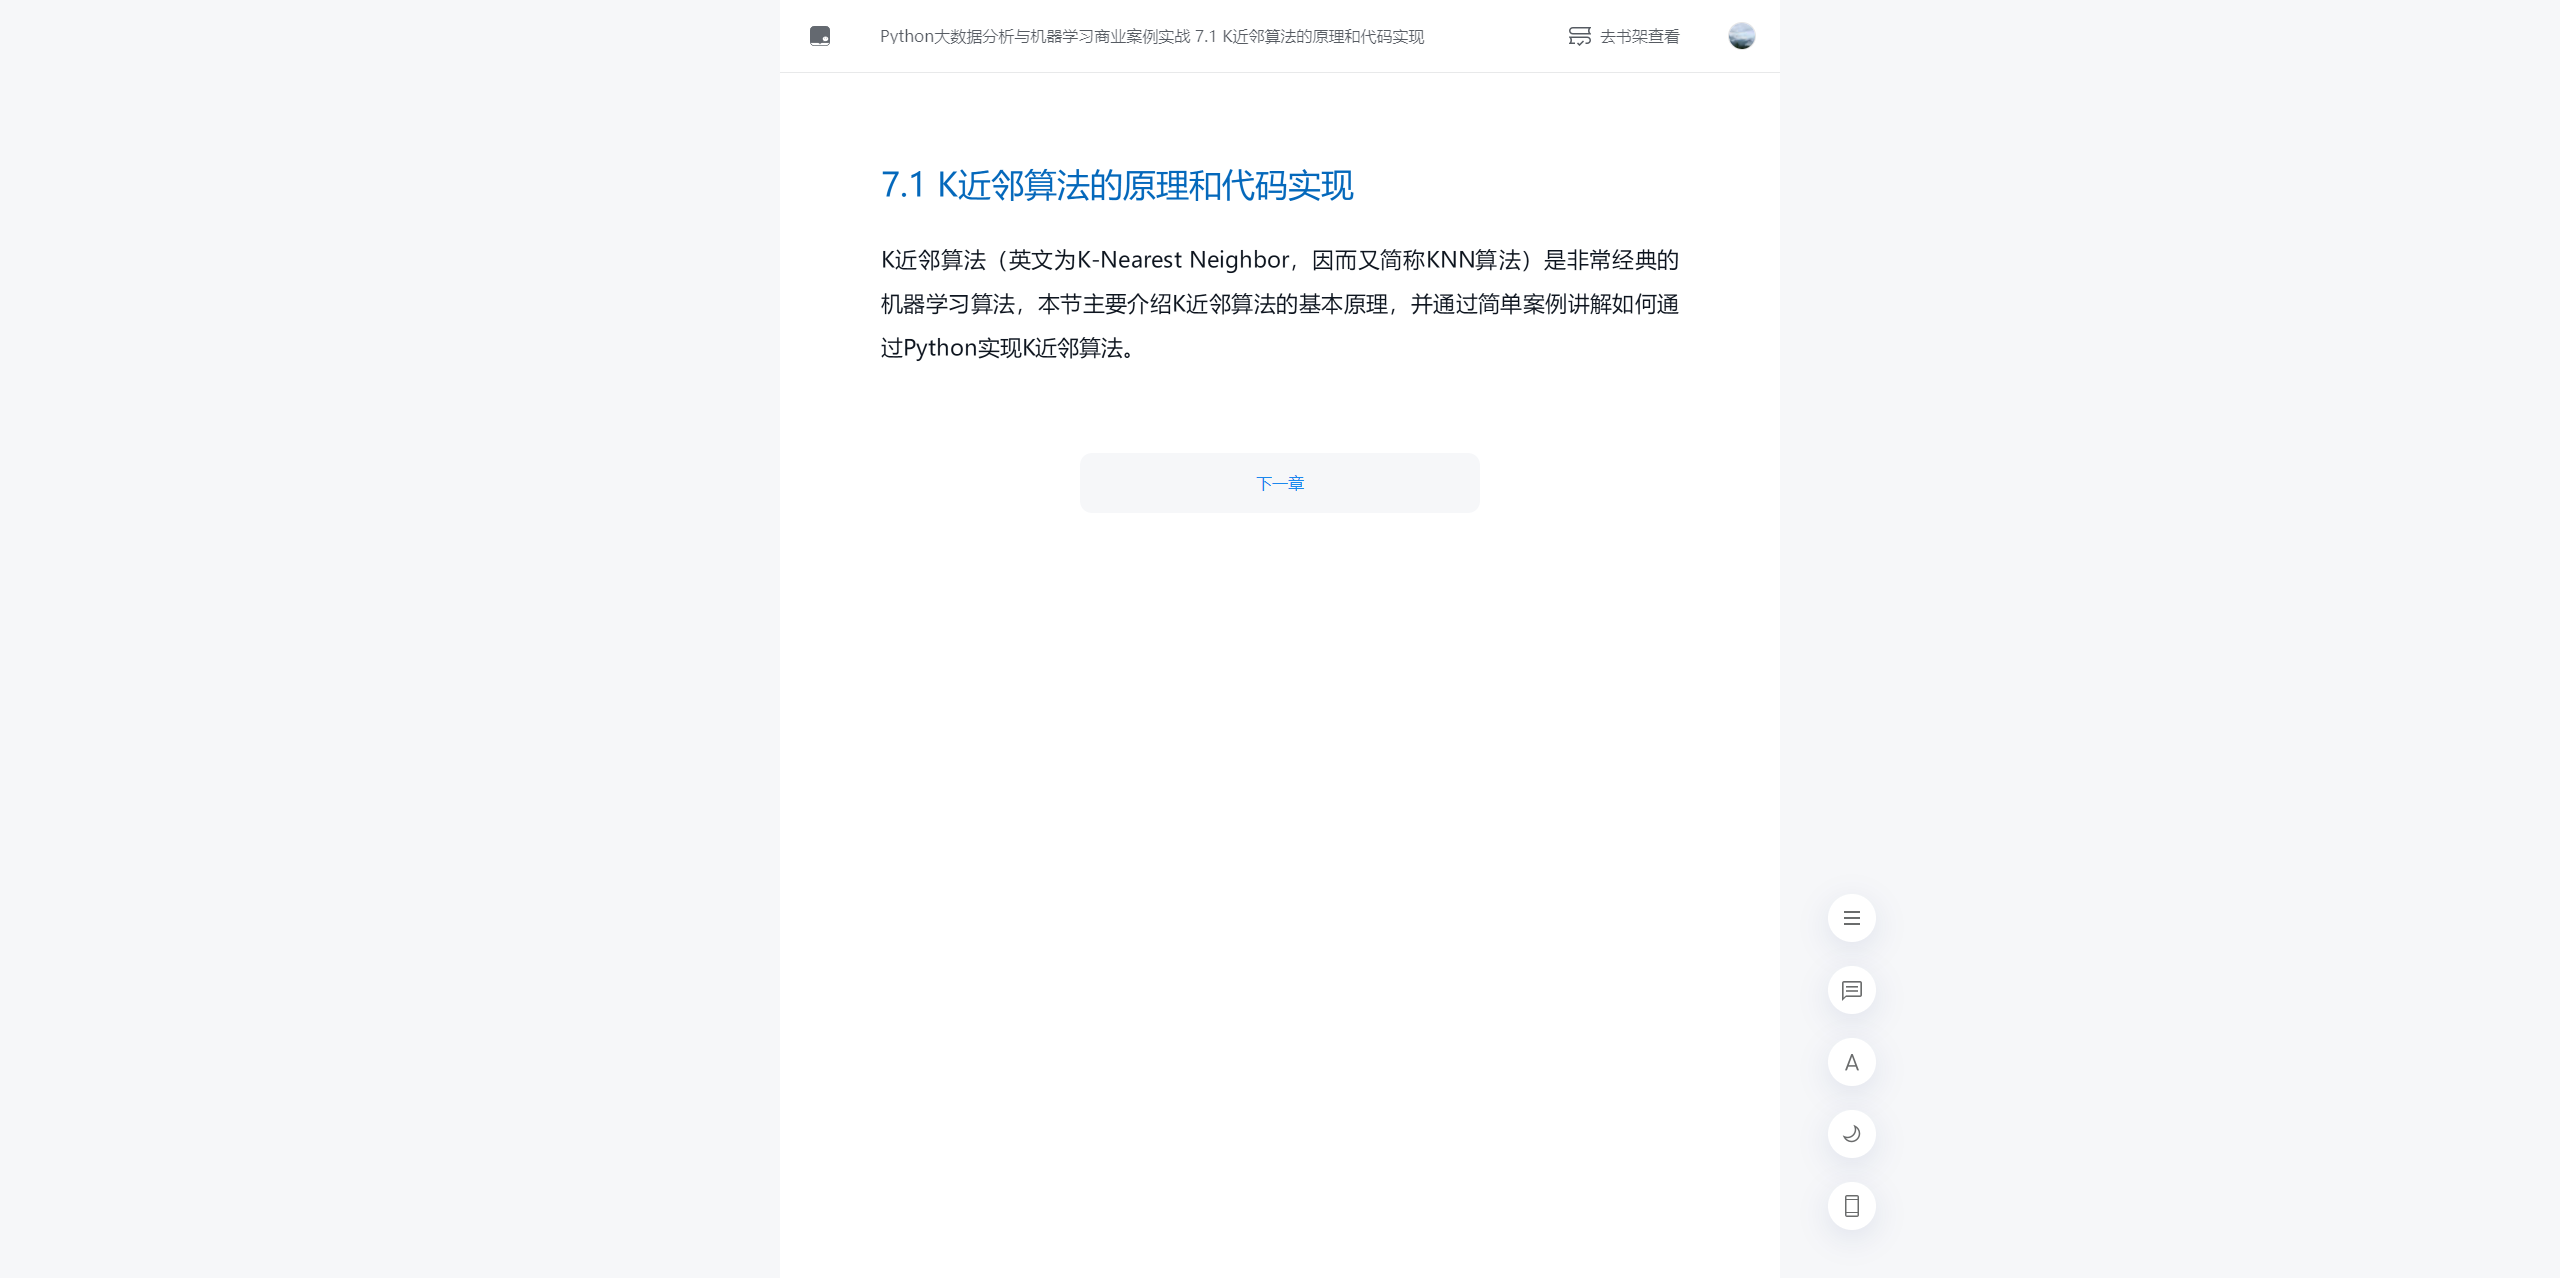 Python大数据分析与机器学习商业案例实战 7.1 K近邻算法的原理和代码实现
去书架查看
7.1 K近邻算法的原理和代码实现
K近邻算法（英文为K-Nearest Neighbor，因而又简称KNN算法）是非常经典的
机器学习算法，本节主要介绍K近邻算法的基本原理，并通过简单案例讲解如何通
过Python实现K近邻算法。
下一章
A